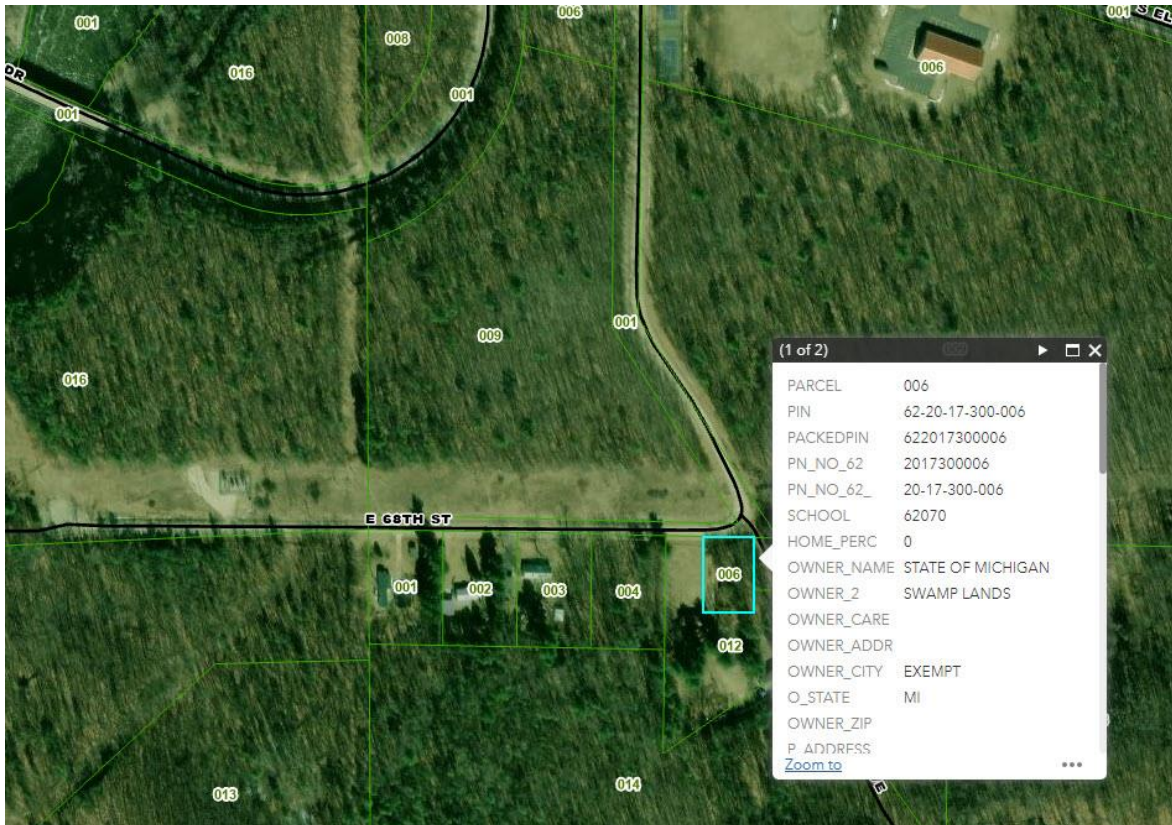 001
006
001
S EL
008
016
006
DR
001
001
009
001
016
(1 of 2)
PARCEL 006
PIN 62-20-17-300-006
PACKEDPIN 622017300006
PN_NO_62 2017300006
PN_NO_62_ 20-17-300-006
SCHOOL 62070
HOME_PERC 0
OWNER_NAME STATE OF MICHIGAN
OWNER_2 SWAMP LANDS
OWNER_CARE
OWNER_ADDR
OWNER_CITY EXEMPT
O_STATE MI
OWNER_ZIP
P_ADDRESS
Zoom to
E 68TH ST
001
002
003
004
006
012
013
014
E